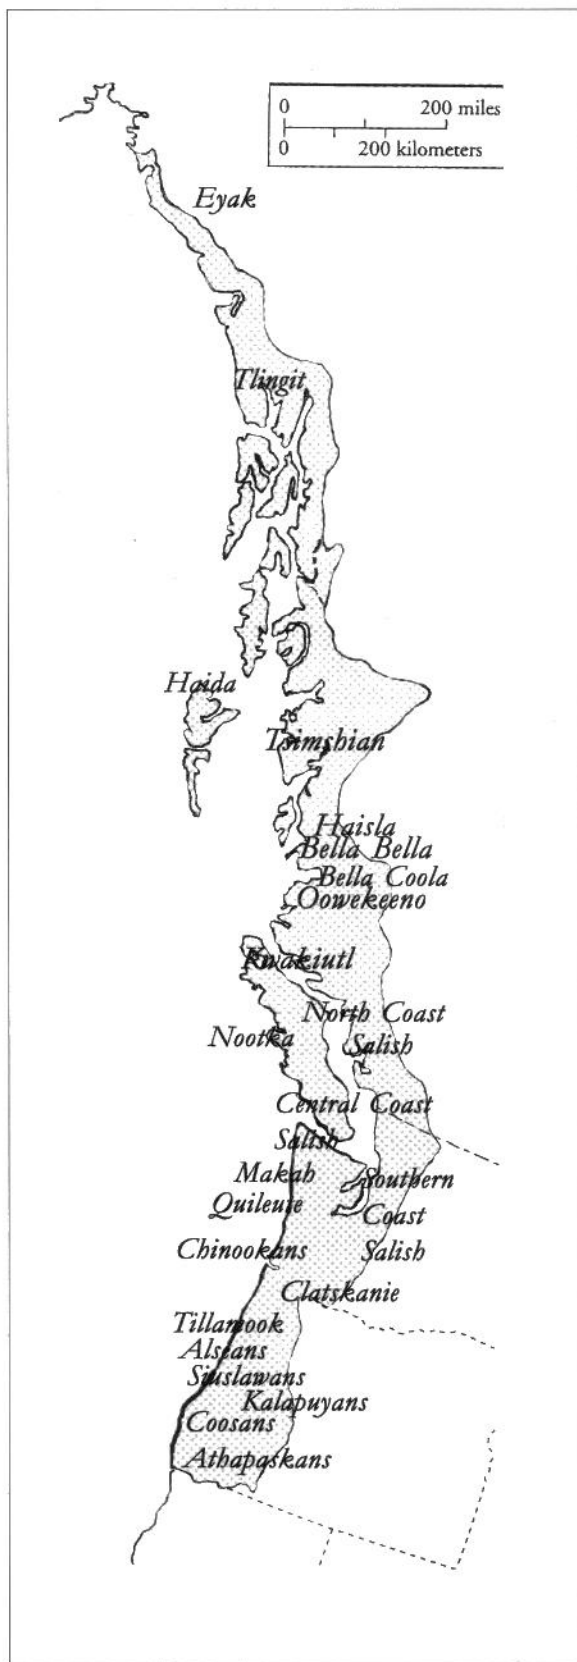 0 200 miles
0 200 kilometers
Eyak
Tlingit
Haida
Tsimshian
Haisla
Bella Bella
Bella Coola
Oowekeeno
Kwakiutl
North Coast
Nootka
Salish
Central Coast
Salish
Makah
Southern
Quileute
Coast
Chinookans
Salish
Clatskanie
Tillamook
Alseans
Siuslawans
Kalapuyans
Coosans
Athapaskans